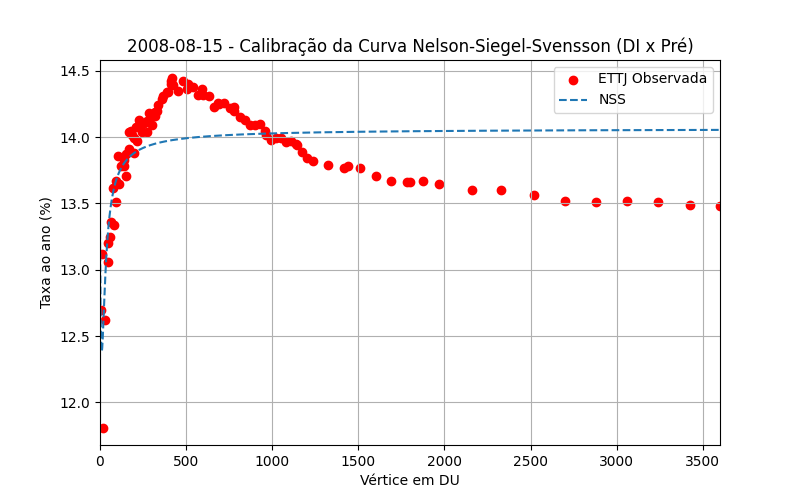 2008-08-15 - Calibração da Curva Nelson-Siegel-Svensson (DI x Pré)
ETTJ Observada
NSS
Taxa ao ano (%)
14.5
14.0
13.5
13.0
12.5
12.0
0 500 1000 1500 2000 2500 3000 3500
Vértice em DU